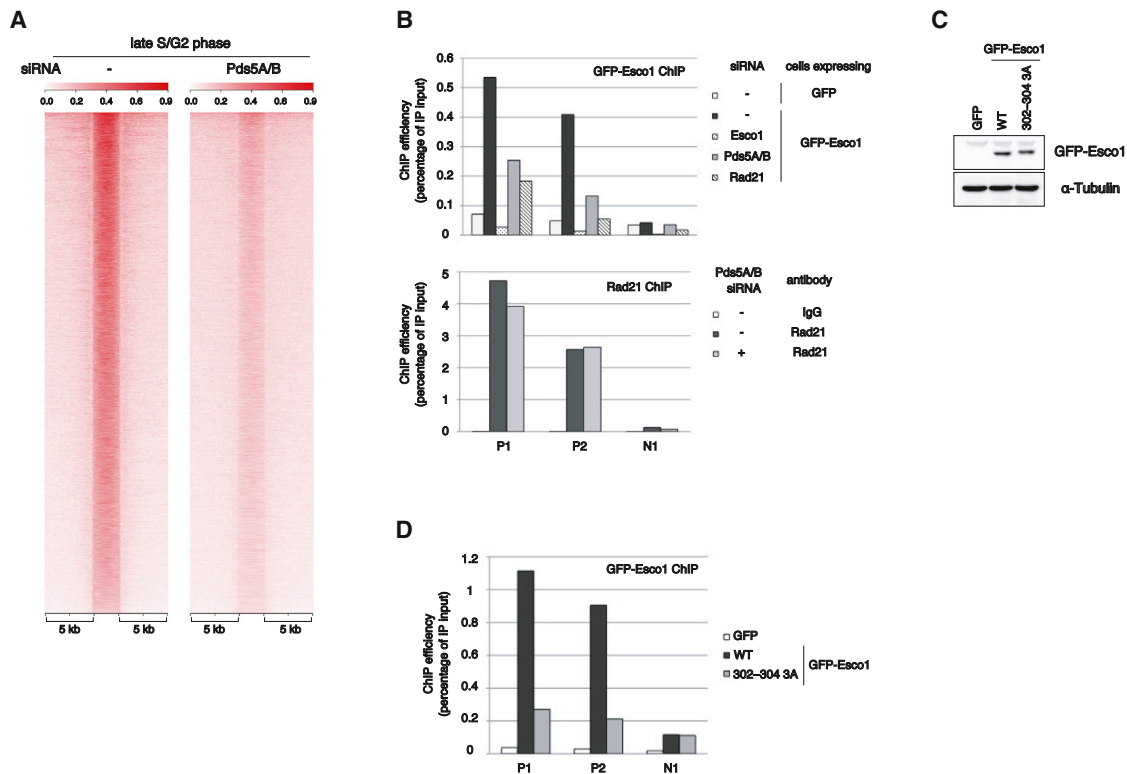 A
late S/G2 phase
siRNA - Pds5A/B
0.0 0.2 0.4 0.9 0.0 0.2 0.4 0.9
5 kb 5 kb 5 kb 5 kb
B
GFP-Esco1 ChIP
ChIP efficiency
(percentage of IP input)
0.6
0.5
0.4
0.3
0.2
0.1
0
siRNA cells expressing
- GFP
-
Esco1
GFP-Esco1
Pds5A/B
Rad21
Rad21 ChIP
ChIP efficiency
(percentage of IP input)
5
4
3
2
1
0
P1 P2 N1
Pds5A/B
siRNA antibody
- IgG
- Rad21
+ Rad21
C
GFP-Esco1
GFP
WT
302–304 3A
GFP-Esco1
α-Tubulin
D
GFP-Esco1 ChIP
ChIP efficiency
(percentage of IP input)
1.2
1
0.8
0.6
0.4
0.2
0
P1 P2 N1
GFP
WT
GFP-Esco1
302–304 3A